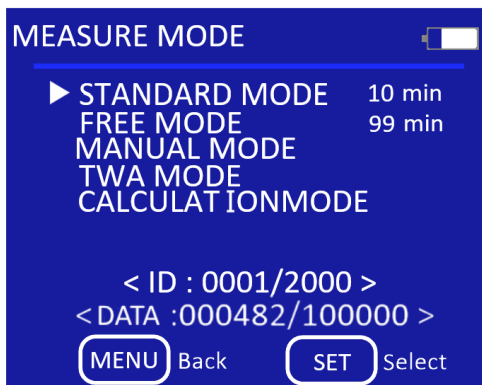 MEASURE MODE
▶ STANDARD MODE 10 min
FREE MODE 99 min
MANUAL MODE
TWA MODE
CALCULAT IONMODE
< ID : 0001/2000 >
< DATA :000482/100000 >
MENU Back SET Select